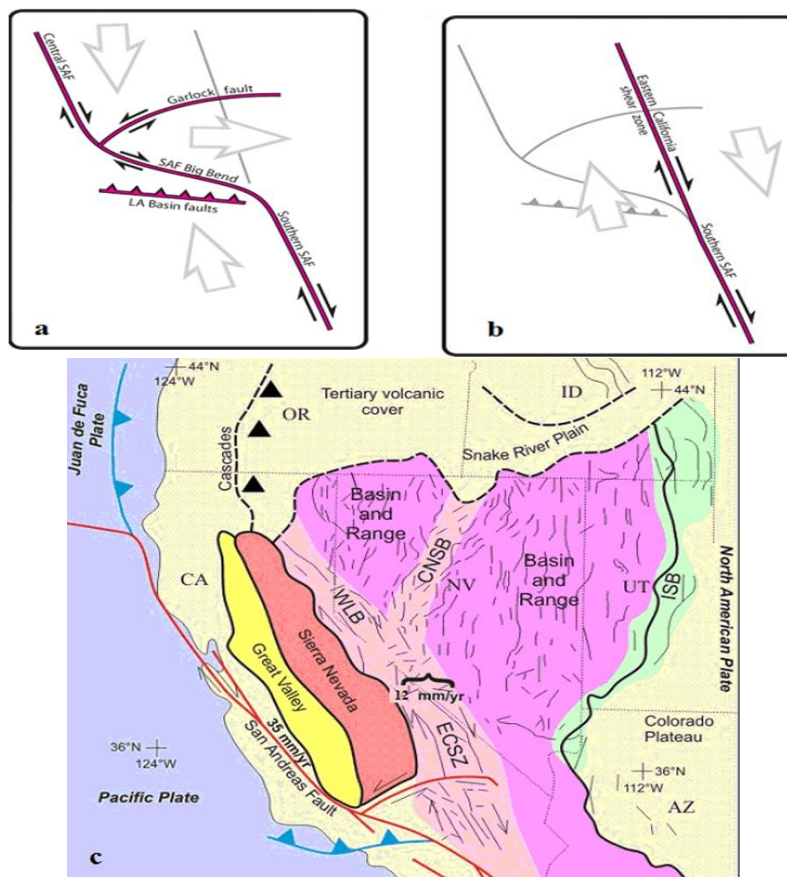 Central SAF
Garlock fault
SAF Big Bend
LA Basin faults
Southern SAF
a
Eastern California
shear zone
Southern SAF
b
44°N
124°W
112°W
44°N
Juan de Fuca
Plate
Cascades
OR
Tertiary volcanic
cover
ID
Snake River Plain
Basin
and
Range
CNSB
NV
Basin
and
Range
UT
ISB
North American Plate
CA
WLB
Sierra Nevada
Great Valley
12 mm/yr
ECSZ
35 mm/yr
San Andreas Fault
36°N
124°W
Pacific Plate
Colorado
Plateau
36°N
112°W
AZ
c